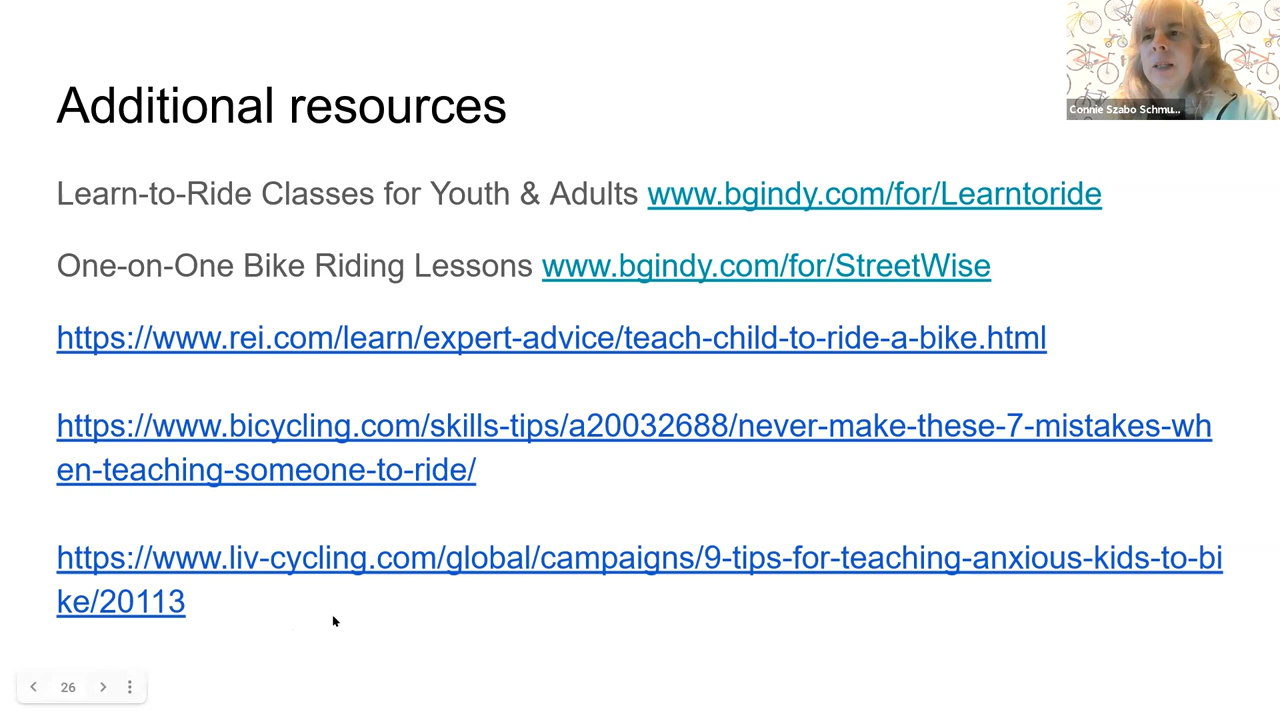 Connie Szabo Schmu...
Additional resources
Learn-to-Ride Classes for Youth & Adults www.bgindy.com/for/Learntoride
One-on-One Bike Riding Lessons www.bgindy.com/for/StreetWise
https://www.rei.com/learn/expert-advice/teach-child-to-ride-a-bike.html
https://www.bicycling.com/skills-tips/a20032688/never-make-these-7-mistakes-wh
en-teaching-someone-to-ride/
https://www.liv-cycling.com/global/campaigns/9-tips-for-teaching-anxious-kids-to-bi
ke/20113
26